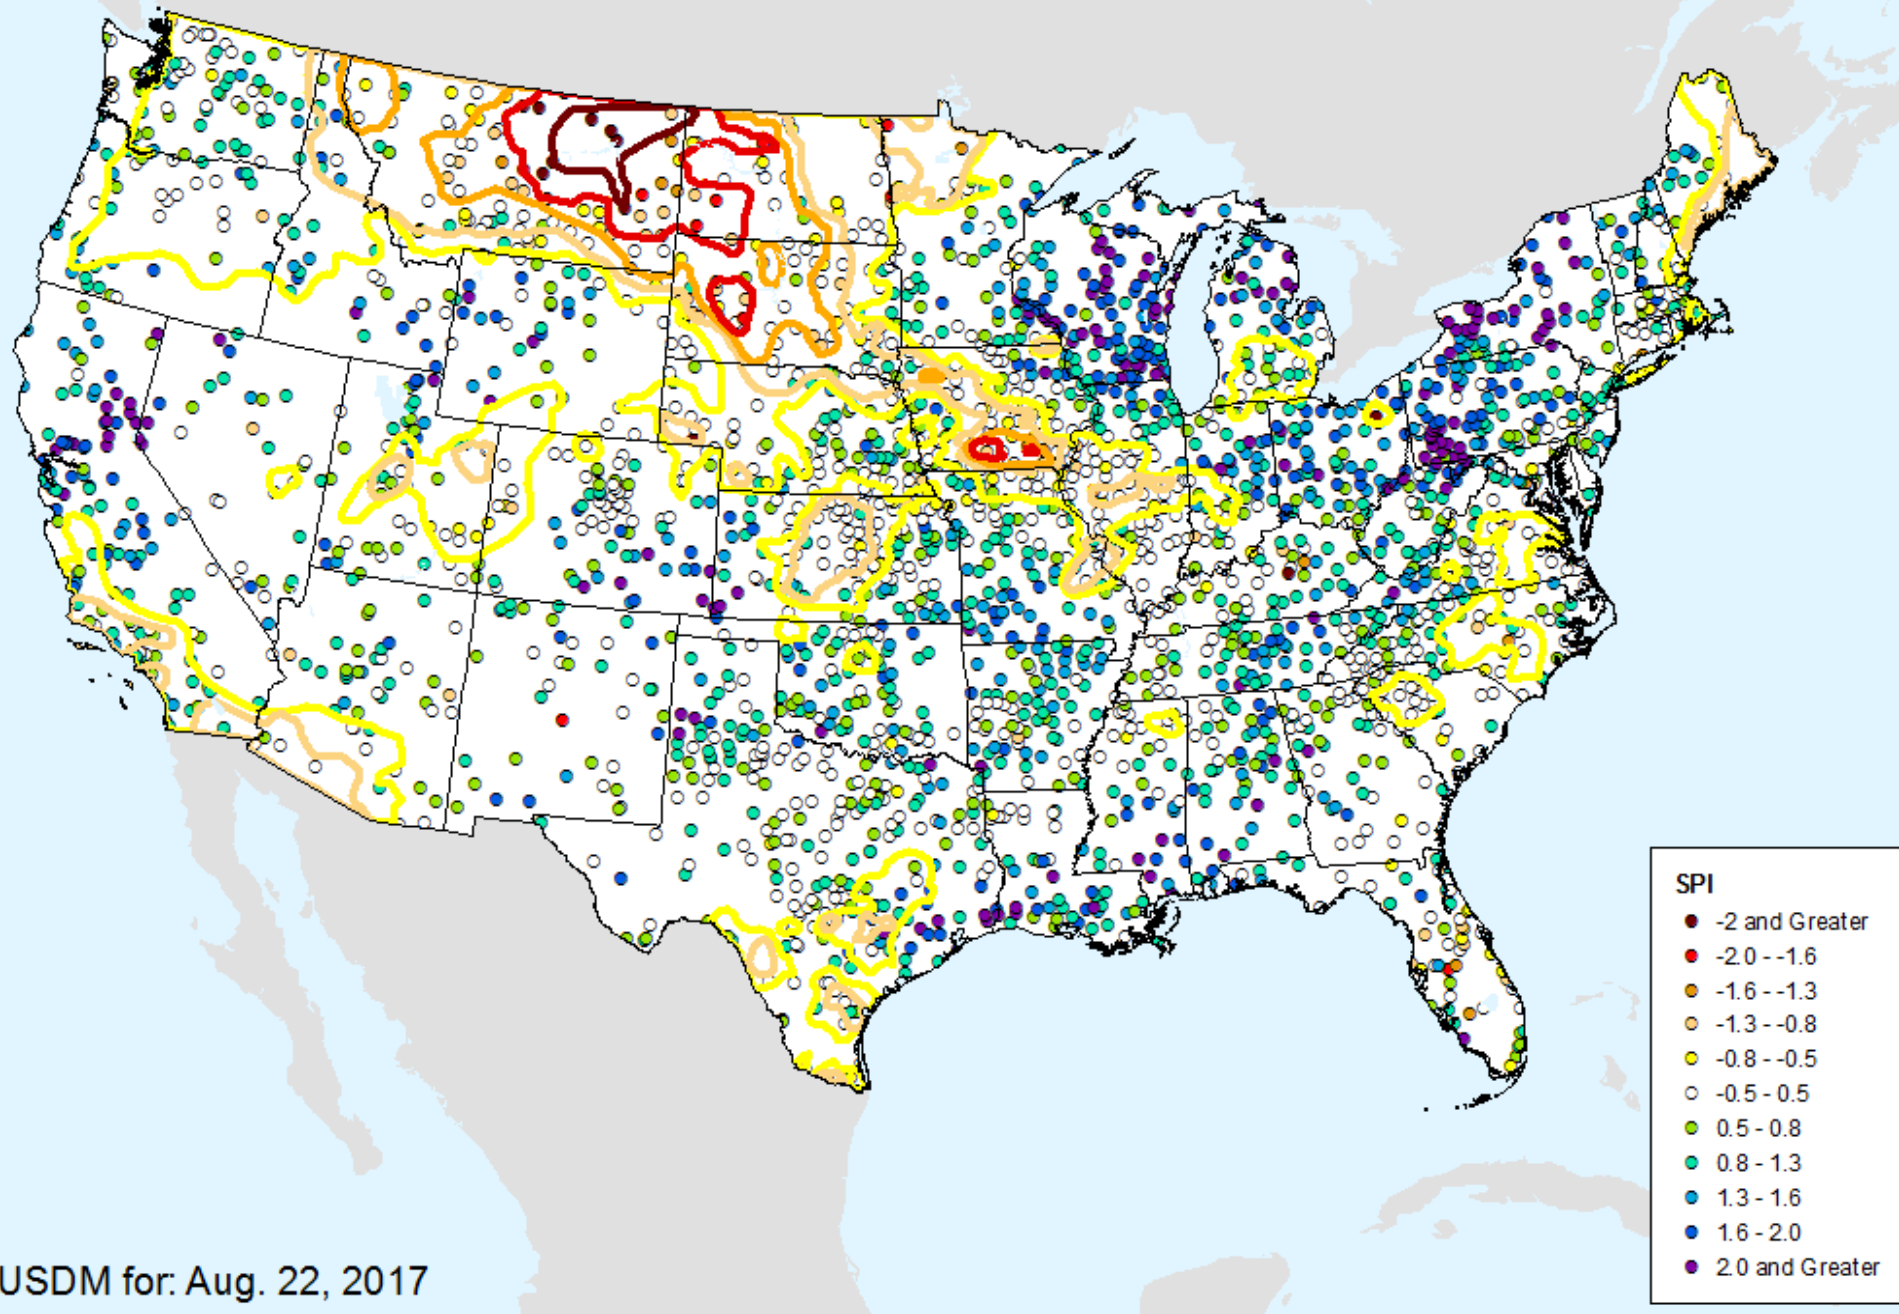 SPI
-2 and Greater
-2.0 - -1.6
-1.6 - -1.3
-1.3 - -0.8
-0.8 - -0.5
-0.5 - 0.5
0.5 - 0.8
0.8 - 1.3
1.3 - 1.6
1.6 - 2.0
2.0 and Greater
USDM for: Aug. 22, 2017